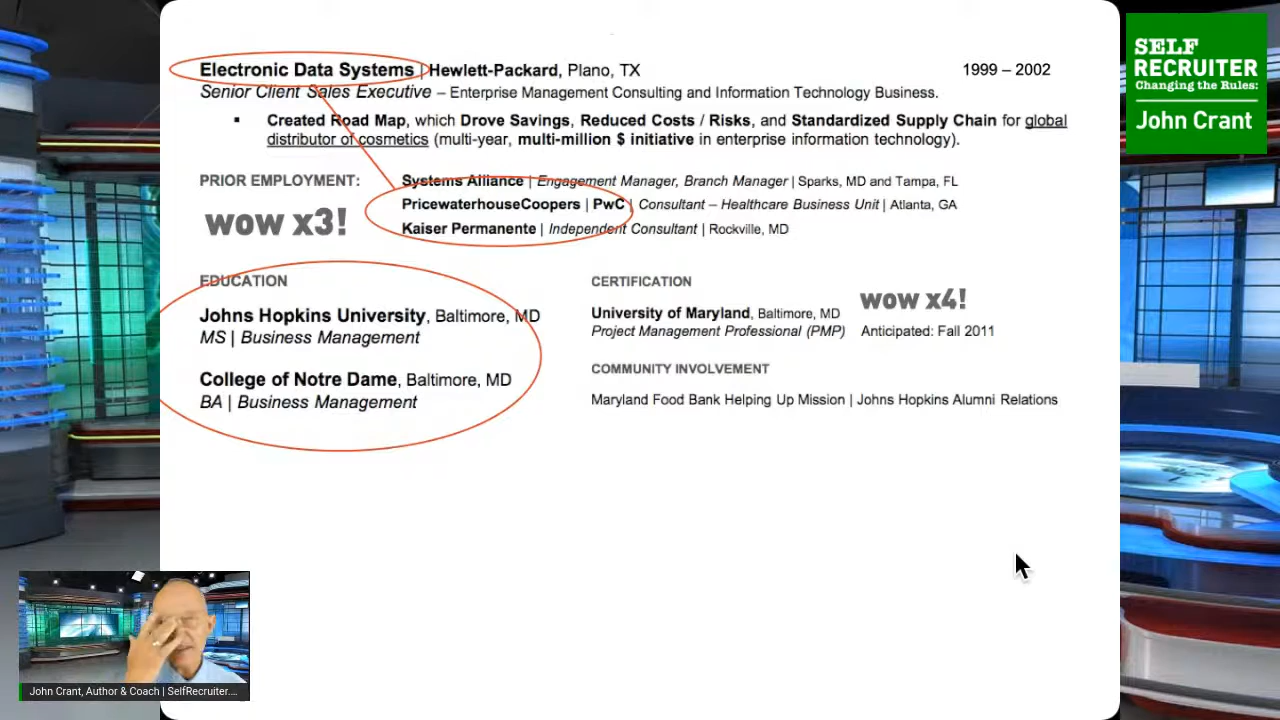 Electronic Data Systems | Hewlett-Packard, Plano, TX 1999 – 2002
Senior Client Sales Executive – Enterprise Management Consulting and Information Technology Business.
▪ Created Road Map, which Drove Savings, Reduced Costs / Risks, and Standardized Supply Chain for global
distributor of cosmetics (multi-year, multi-million $ initiative in enterprise information technology).
PRIOR EMPLOYMENT:
Systems Alliance | Engagement Manager, Branch Manager | Sparks, MD and Tampa, FL
PricewaterhouseCoopers | PwC | Consultant – Healthcare Business Unit | Atlanta, GA
Kaiser Permanente | Independent Consultant | Rockville, MD
wow x3!
EDUCATION
Johns Hopkins University, Baltimore, MD
MS | Business Management
College of Notre Dame, Baltimore, MD
BA | Business Management
CERTIFICATION
wow x4!
University of Maryland, Baltimore, MD
Project Management Professional (PMP) Anticipated: Fall 2011
COMMUNITY INVOLVEMENT
Maryland Food Bank Helping Up Mission | Johns Hopkins Alumni Relations
SELF
RECRUITER
Changing the Rules:
John Crant
John Crant, Author & Coach | SelfRecruiter....